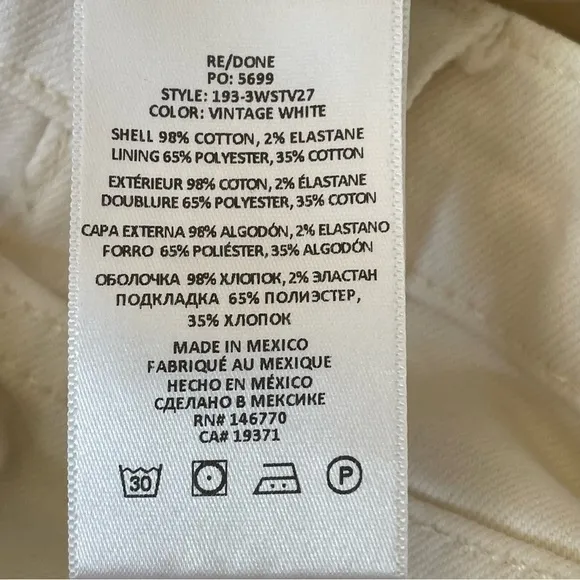 RE/DONE
PO: 5699
STYLE: 193-3WSTV27
COLOR: VINTAGE WHITE
SHELL 98% COTTON, 2% ELASTANE
LINING 65% POLYESTER, 35% COTTON
EXTÉRIEUR 98% COTON, 2% ÉLASTANE
DOUBLURE 65% POLYESTER, 35% COTON
CAPA EXTERNA 98% ALGODÓN, 2% ELASTANO
FORRO 65% POLIÉSTER, 35% ALGODÓN
ОБОЛОЧКА 98% ХЛОПОК, 2% ЭЛАСТАН
ПОДКЛАДКА 65% ПОЛИЭСТЕР,
35% ХЛОПОК
MADE IN MEXICO
FABRIQUÉ AU MEXIQUE
HECHO EN MÉXICO
СДЕЛАНО В МЕКСИКЕ
RN# 146770
CA# 19371
30 P